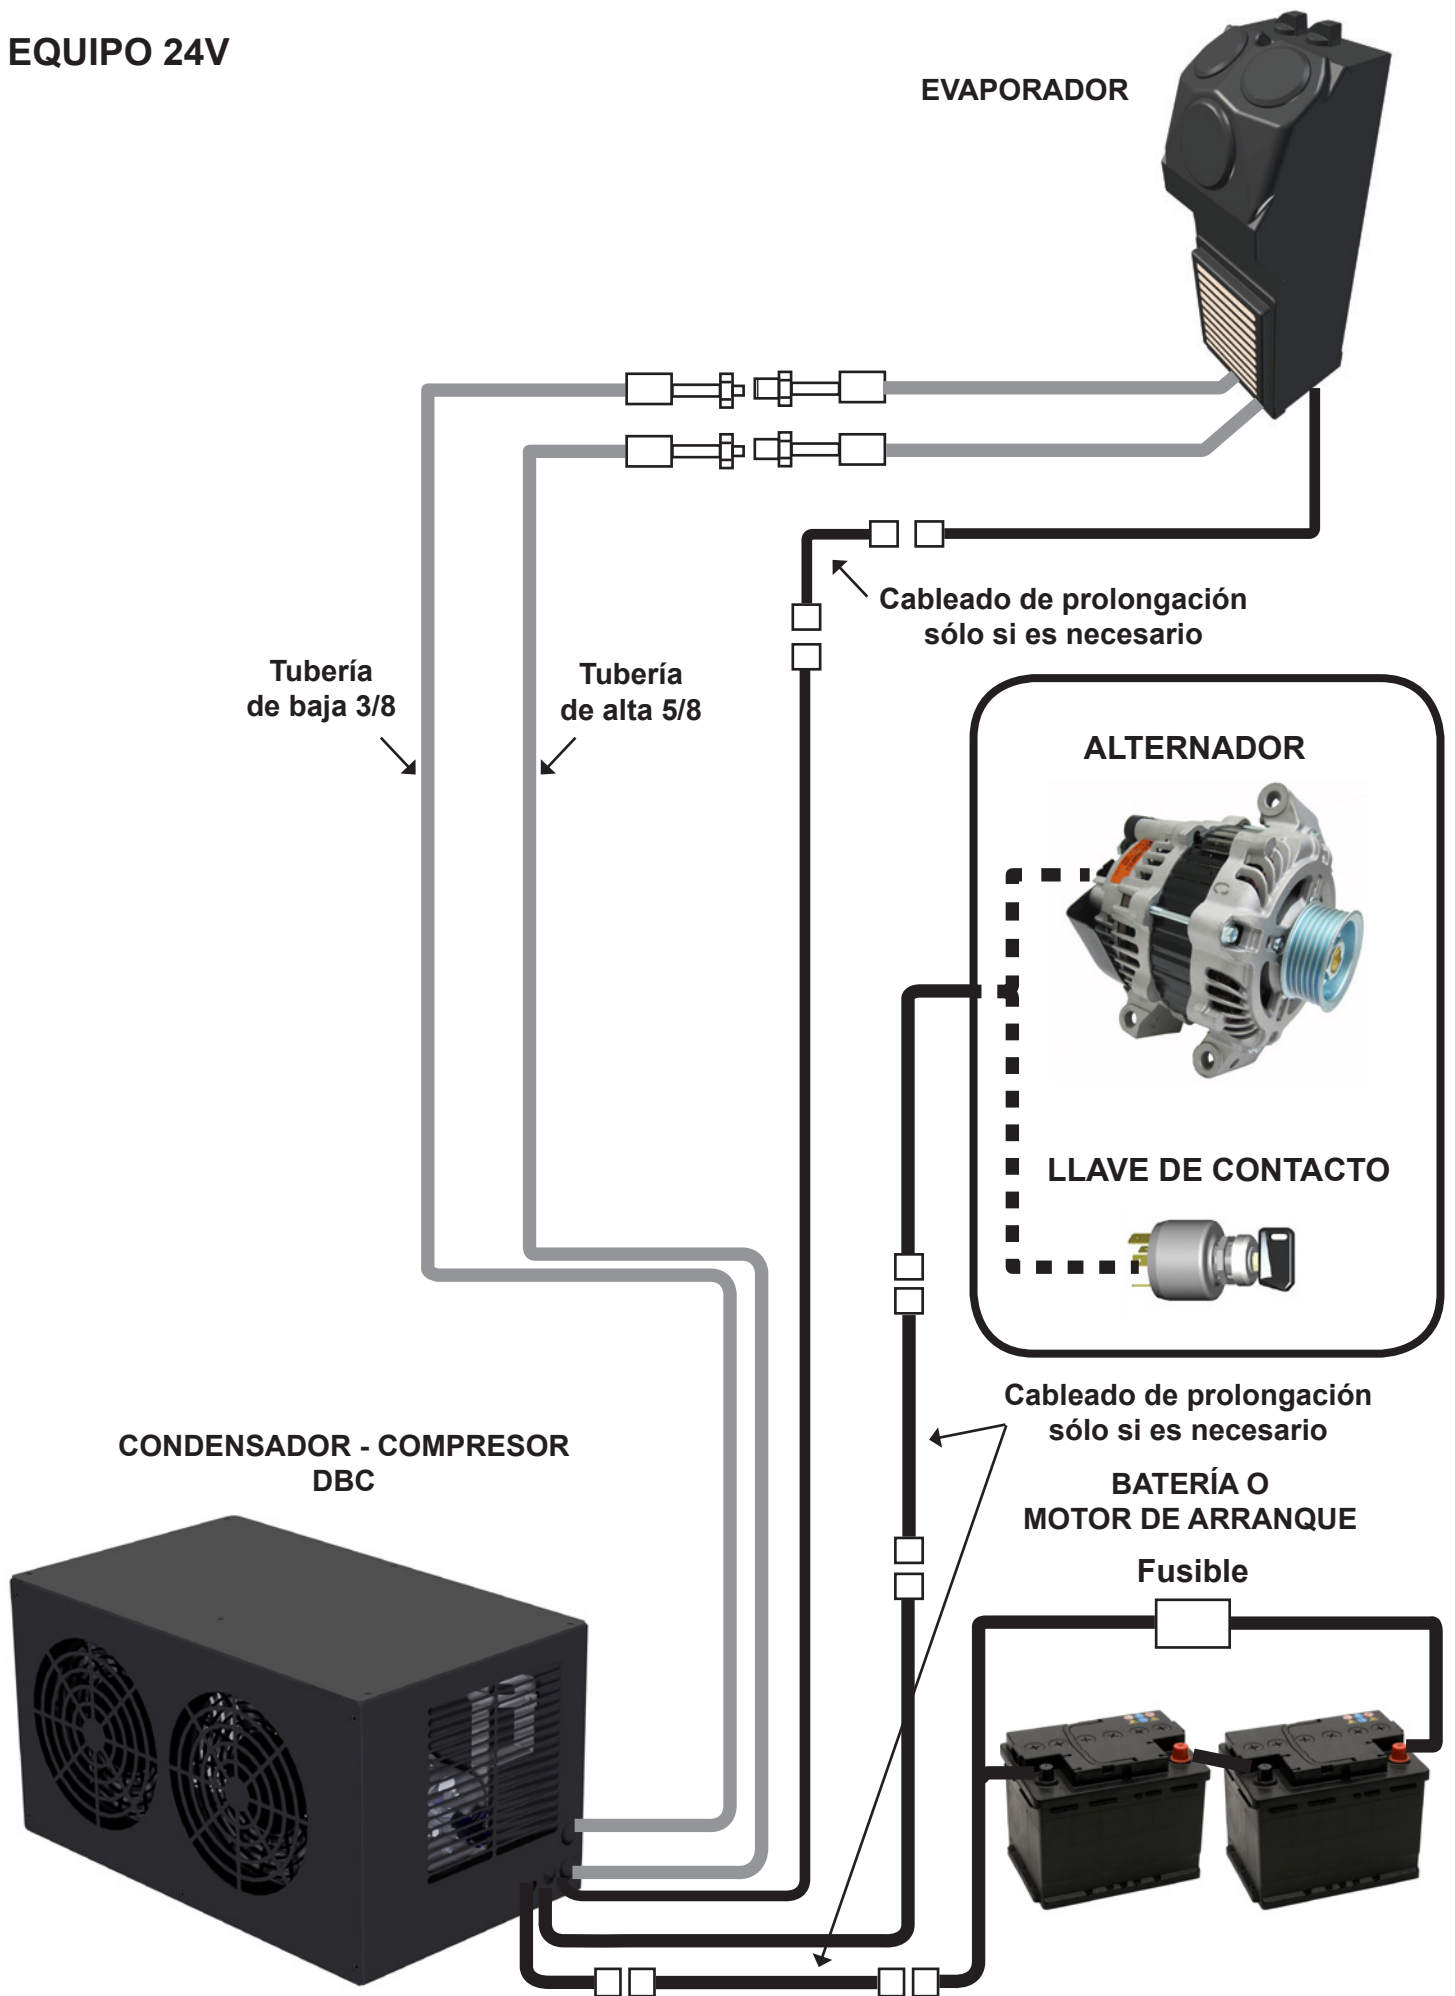 EQUIPO 24V
EVAPORADOR
Cableado de prolongación
sólo si es necesario
Tubería
de baja 3/8
Tubería
de alta 5/8
ALTERNADOR
LLAVE DE CONTACTO
Cableado de prolongación
sólo si es necesario
CONDENSADOR - COMPRESOR
DBC
BATERÍA O
MOTOR DE ARRANQUE
Fusible